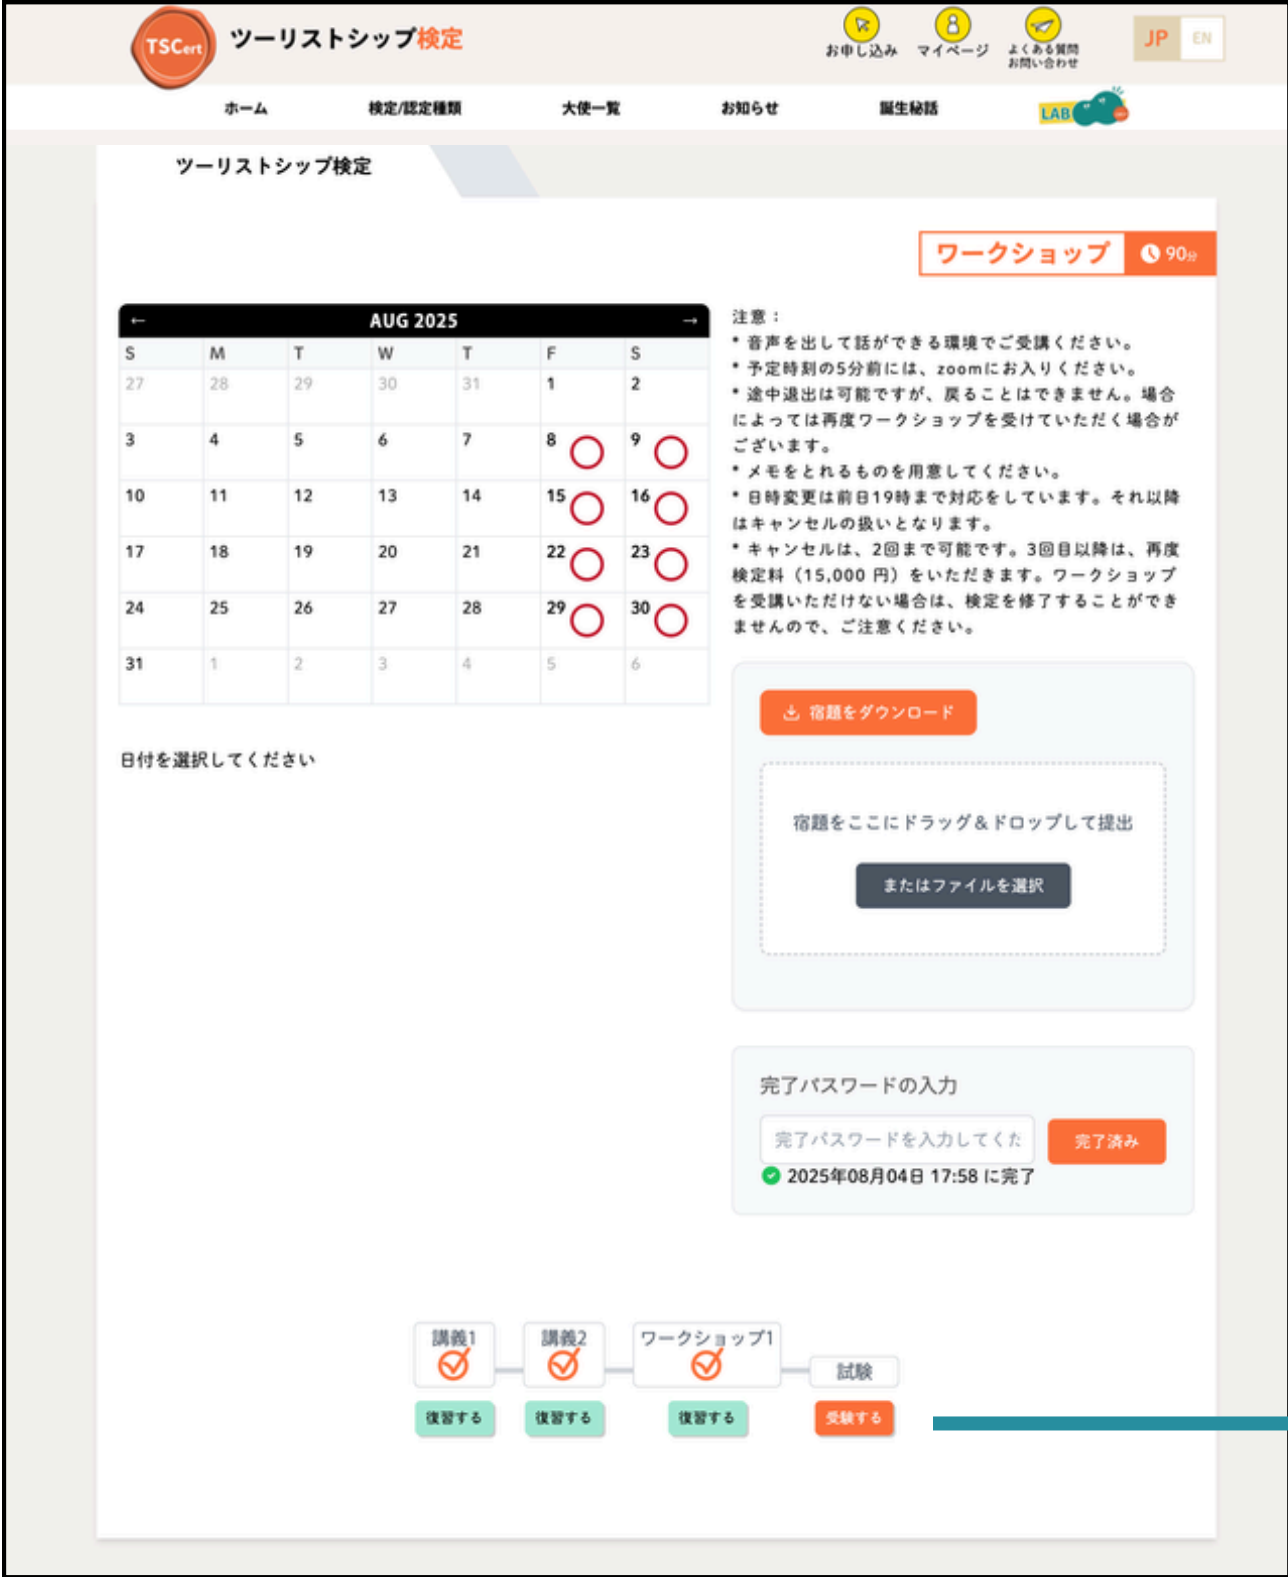 TSCert
ツーリストシップ検定
お申し込み
マイページ
よくある質問
お問い合わせ
JP
EN
ホーム
検定/認定種類
大使一覧
お知らせ
誕生秘話
LAB
ツーリストシップ検定
ワークショップ
90分
← AUG 2025 →
S M T W T F S
27 28 29 30 31 1 2
3 4 5 6 7 8 9
10 11 12 13 14 15 16
17 18 19 20 21 22 23
24 25 26 27 28 29 30
31 1 2 3 4 5 6
日付を選択してください
注意：
* 音声を出して話ができる環境でご受講ください。
* 予定時刻の5分前には、zoomにお入りください。
* 途中退出は可能ですが、戻ることはできません。場合
によっては再度ワークショップを受けていただく場合が
ございます。
* メモをとれるものを用意してください。
* 日時変更は前日19時まで対応をしています。それ以降
はキャンセルの扱いとなります。
* キャンセルは、2回まで可能です。3回目以降は、再度
検定料（15,000 円）をいただきます。ワークショップ
を受講いただけない場合は、検定を修了することができ
ませんので、ご注意ください。
宿題をダウンロード
宿題をここにドラッグ＆ドロップして提出
またはファイルを選択
完了パスワードの入力
完了パスワードを入力してくだ
完了済み
2025年08月04日 17:58 に完了
講義1
講義2
ワークショップ1
試験
復習する
復習する
復習する
受験する